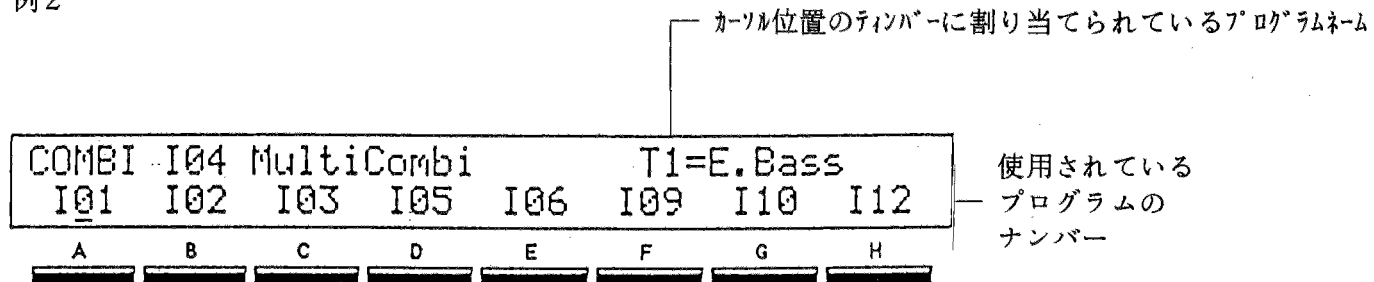 例2
カーソル位置のティンバーに割り当てられているプログラムネーム
COMBI I04 MultiCombi T1=E.Bass
I01 I02 I03 I05 I06 I09 I10 I12
使用されている
プログラムの
ナンバー
A B C D E F G H